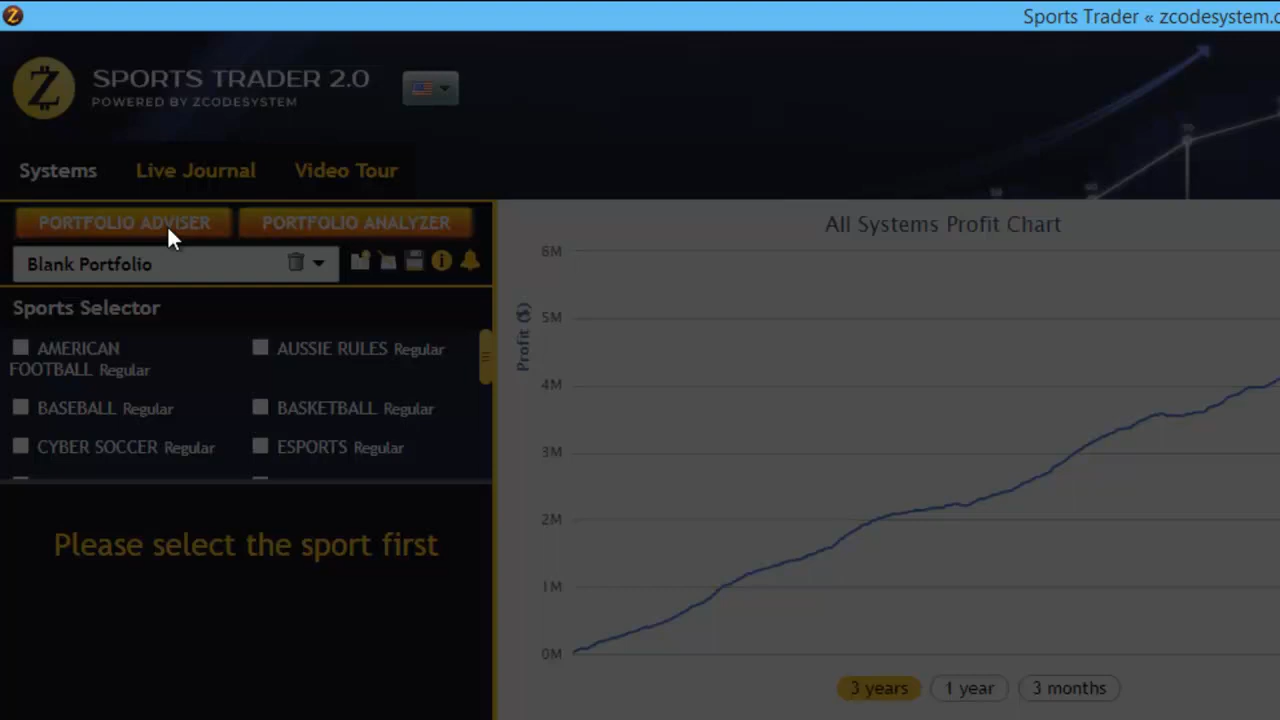 Sports Trader « zcodesystem.c
SPORTS TRADER 2.0
POWERED BY ZCODESYSTEM
Systems Live Journal Video Tour
PORTFOLIO ADVISER PORTFOLIO ANALYZER
Blank Portfolio
Sports Selector
AMERICAN FOOTBALL Regular
AUSSIE RULES Regular
BASEBALL Regular
BASKETBALL Regular
CYBER SOCCER Regular
ESPORTS Regular
Please select the sport first
All Systems Profit Chart
Profit ($)
6M
5M
4M
3M
2M
1M
0M
3 years 1 year 3 months